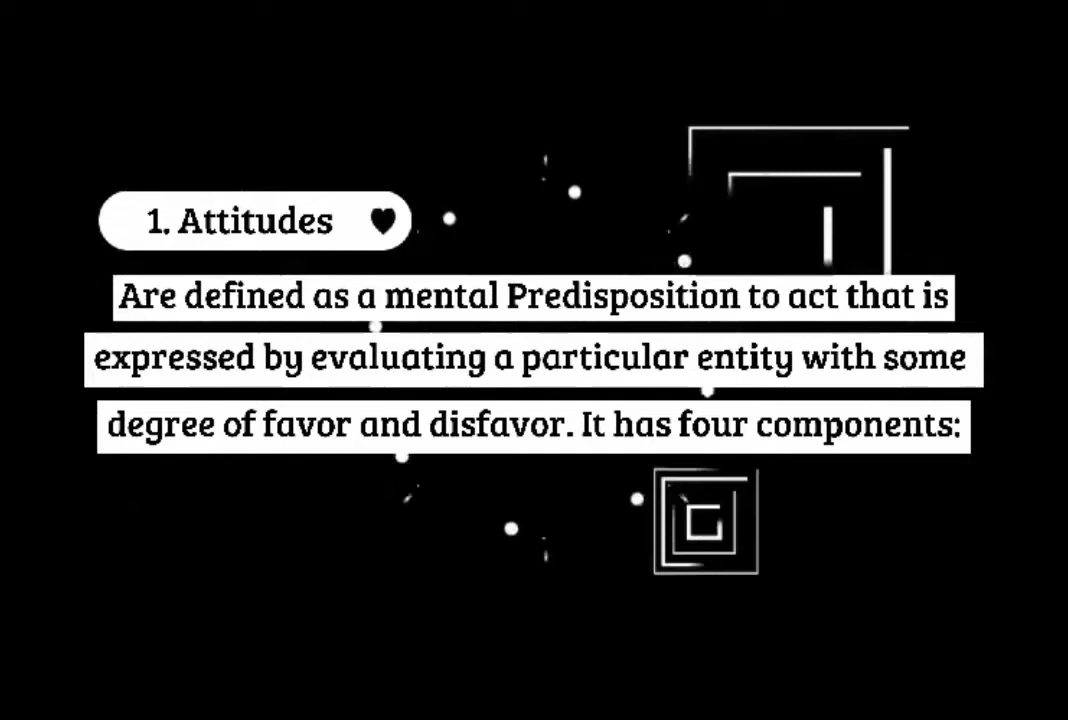 1. Attitudes
Are defined as a mental Predisposition to act that is
expressed by evaluating a particular entity with some
degree of favor and disfavor. It has four components: